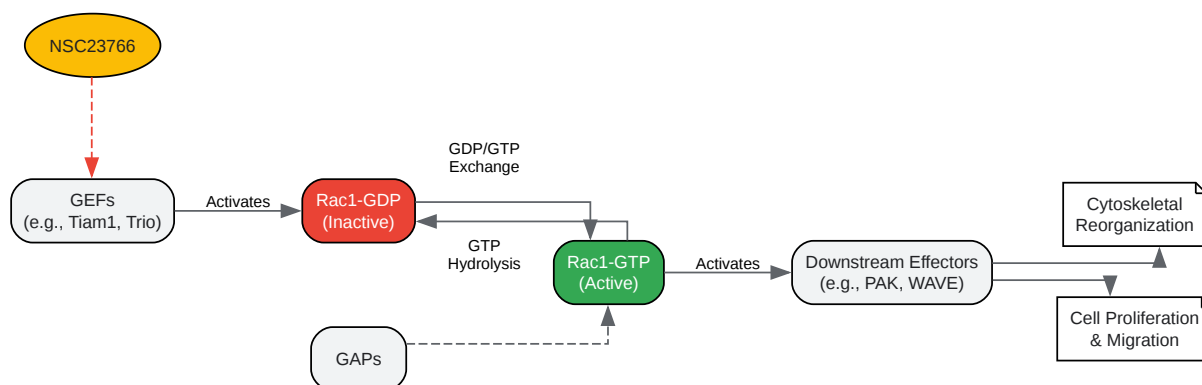 NSC23766
GDP/GTP
Exchange
GEFs
(e.g., Tiam1, Trio)
Activates
Rac1-GDP
(Inactive)
GTP
Hydrolysis
Rac1-GTP
(Active)
Activates
Downstream Effectors
(e.g., PAK, WAVE)
Cytoskeletal
Reorganization
Cell Proliferation
& Migration
GAPs